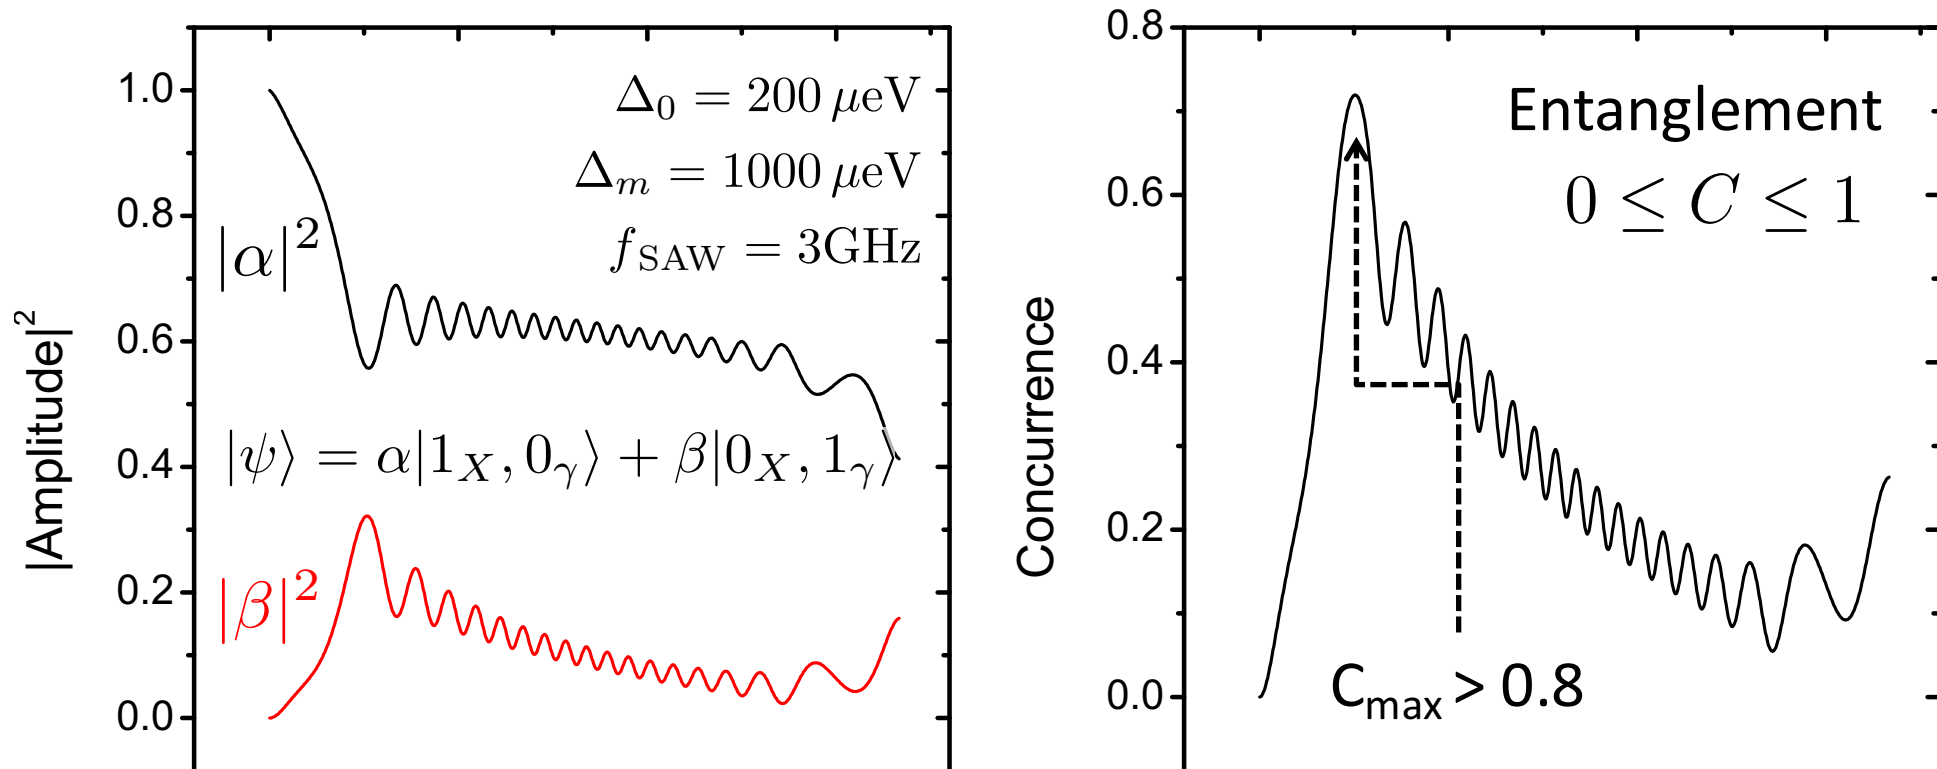 |Amplitude|²
1.0
0.8
0.6
0.4
0.2
0.0
Δ₀ = 200 μeV
Δₘ = 1000 μeV
f_SAW = 3GHz
|α|²
|ψ⟩ = α|1_X, 0_γ⟩ + β|0_X, 1_γ⟩
|β|²
Concurrence
0.8
0.6
0.4
0.2
0.0
Entanglement
0 ≤ C ≤ 1
C_max > 0.8